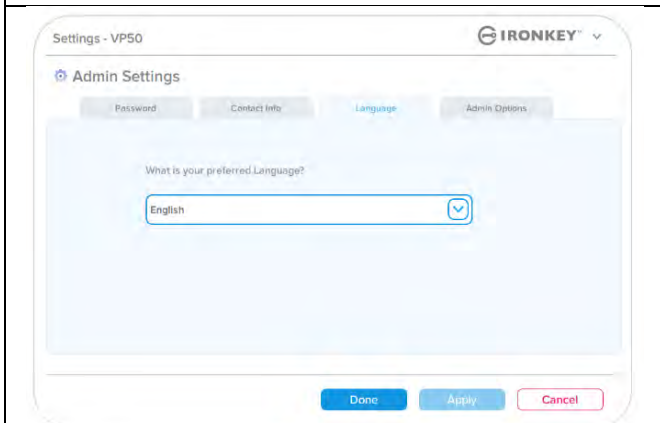 Settings - VP50
IRONKEY™
Admin Settings
Password Contact Info Language Admin Options
What is your preferred Language?
English
Done Apply Cancel